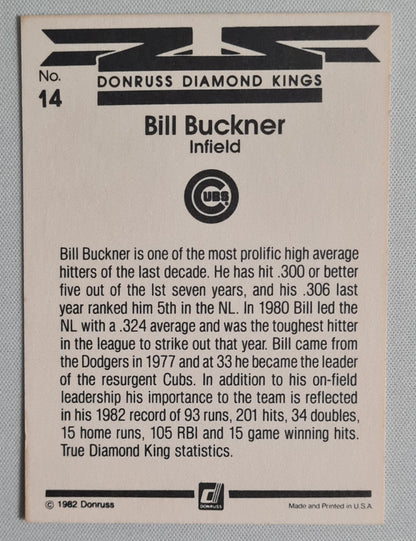 No.
14
DONRUSS DIAMOND KINGS
Bill Buckner
Infield
CUBS
®
Bill Buckner is one of the most prolific high average
hitters of the last decade. He has hit .300 or better
five out of the lst seven years, and his .306 last
year ranked him 5th in the NL. In 1980 Bill led the
NL with a .324 average and was the toughest hitter
in the league to strike out that year. Bill came from
the Dodgers in 1977 and at 33 he became the leader
of the resurgent Cubs. In addition to his on-field
leadership his importance to the team is reflected
in his 1982 record of 93 runs, 201 hits, 34 doubles,
15 home runs, 105 RBI and 15 game winning hits.
True Diamond King statistics.
© 1982 Donruss
DONRUSS
Made and Printed in U.S.A.